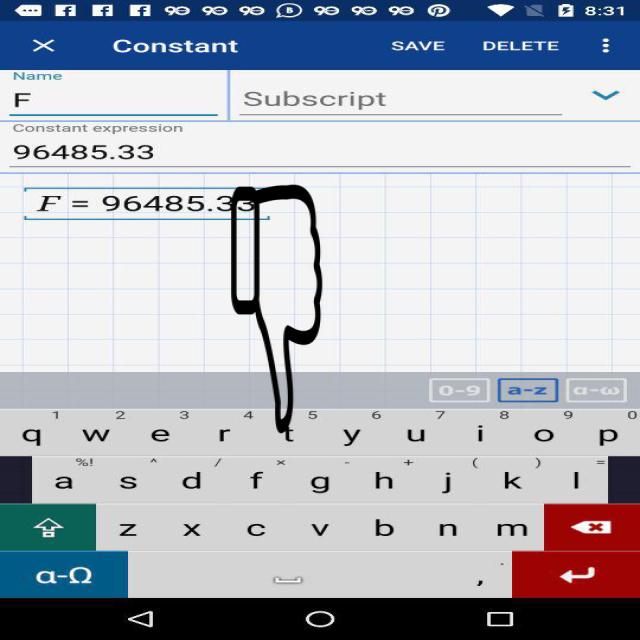 8:31
Constant SAVE DELETE
Name
F Subscript
Constant expression
96485.33
F = 96485.33
0-9 a-z α-ω
1 2 3 4 5 6 7 8 9 0
q w e r t y u i o p
%! ^ / × - + ( ) =
a s d f g h j k l
z x c v b n m
α-Ω , .